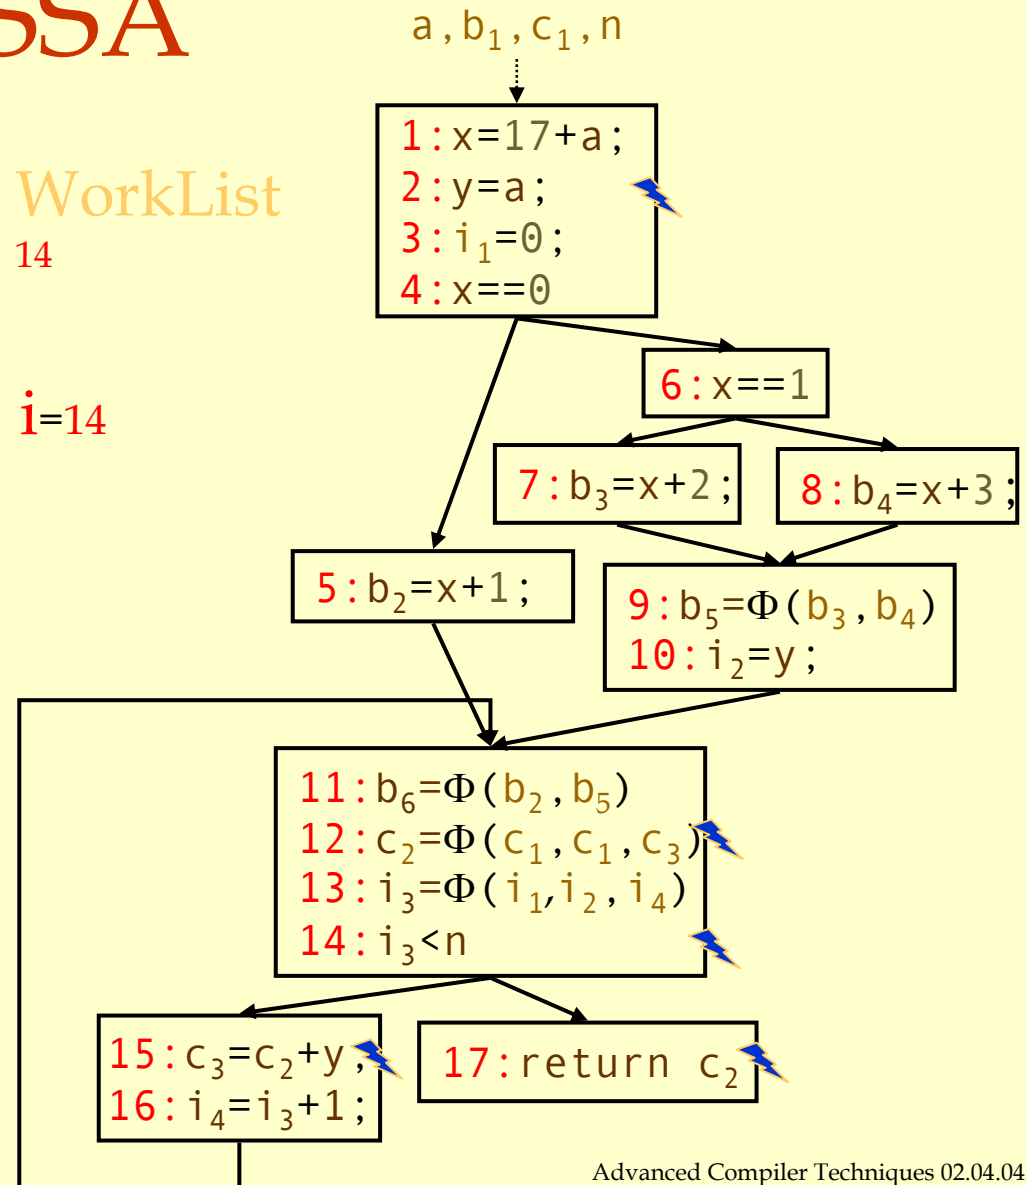 SSA
a,b₁,c₁,n
WorkList
14
i=14
1:x=17+a;
2:y=a;
3:i₁=0;
4:x==0
6:x==1
7:b₃=x+2;
8:b₄=x+3;
5:b₂=x+1;
9:b₅=Φ(b₃,b₄)
10:i₂=y;
11:b₆=Φ(b₂,b₅)
12:c₂=Φ(c₁,c₁,c₃)
13:i₃=Φ(i₁,i₂,i₄)
14:i₃<n
15:c₃=c₂+y;
16:i₄=i₃+1;
17:return c₂
Advanced Compiler Techniques 02.04.04